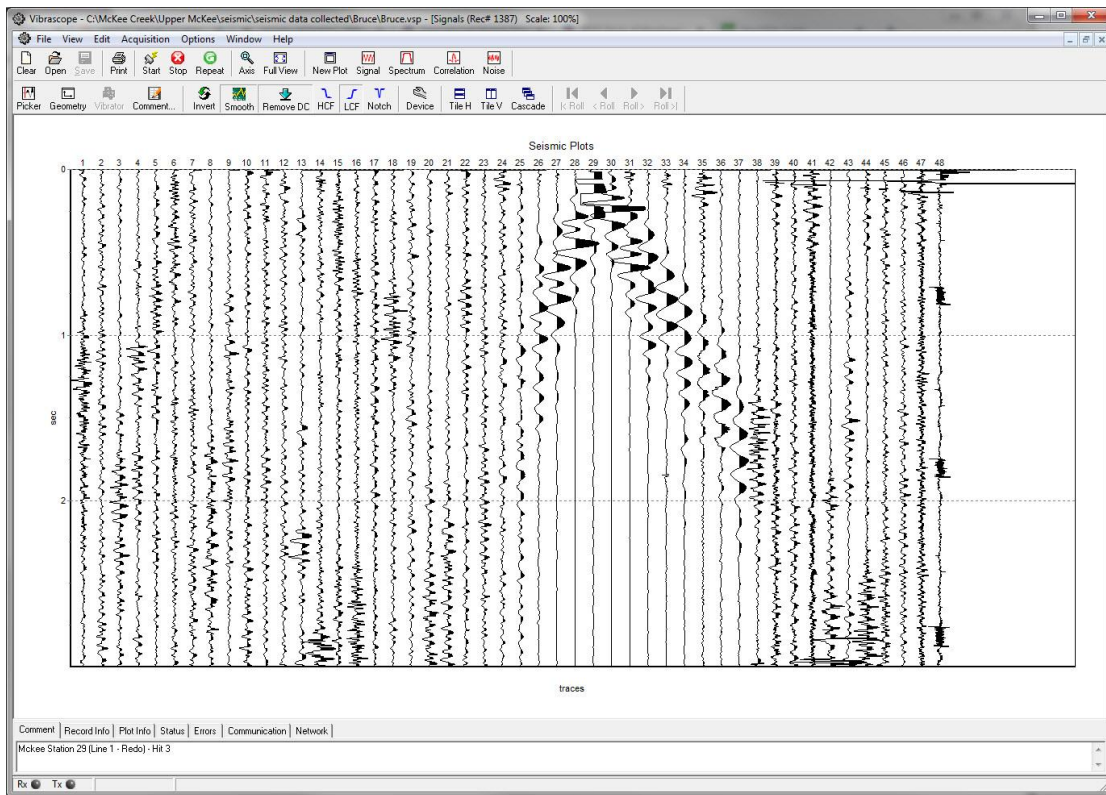 Vibrascope - C:\McKee Creek\Upper McKee\seismic\seismic data collected\Bruce\Bruce.vsp - [Signals (Rec# 1387) Scale: 100%]
File View Edit Acquisition Options Window Help
Clear Open Save Print Start Stop Repeat Axis Full View New Plot Signal Spectrum Correlation Noise
Picker Geometry Vibrator Comment... Invert Smooth Remove DC HCF LCF Notch Device Tile H Tile V Cascade |< Roll < Roll Roll > Roll >|
Seismic Plots
1 2 3 4 5 6 7 8 9 10 11 12 13 14 15 16 17 18 19 20 21 22 23 24 25 26 27 28 29 30 31 32 33 34 35 36 37 38 39 40 41 42 43 44 45 46 47 48
0
1
sec
2
traces
Comment Record Info Plot Info Status Errors Communication Network
Mckee Station 29 (Line 1 - Redo) - Hit 3
Rx Tx